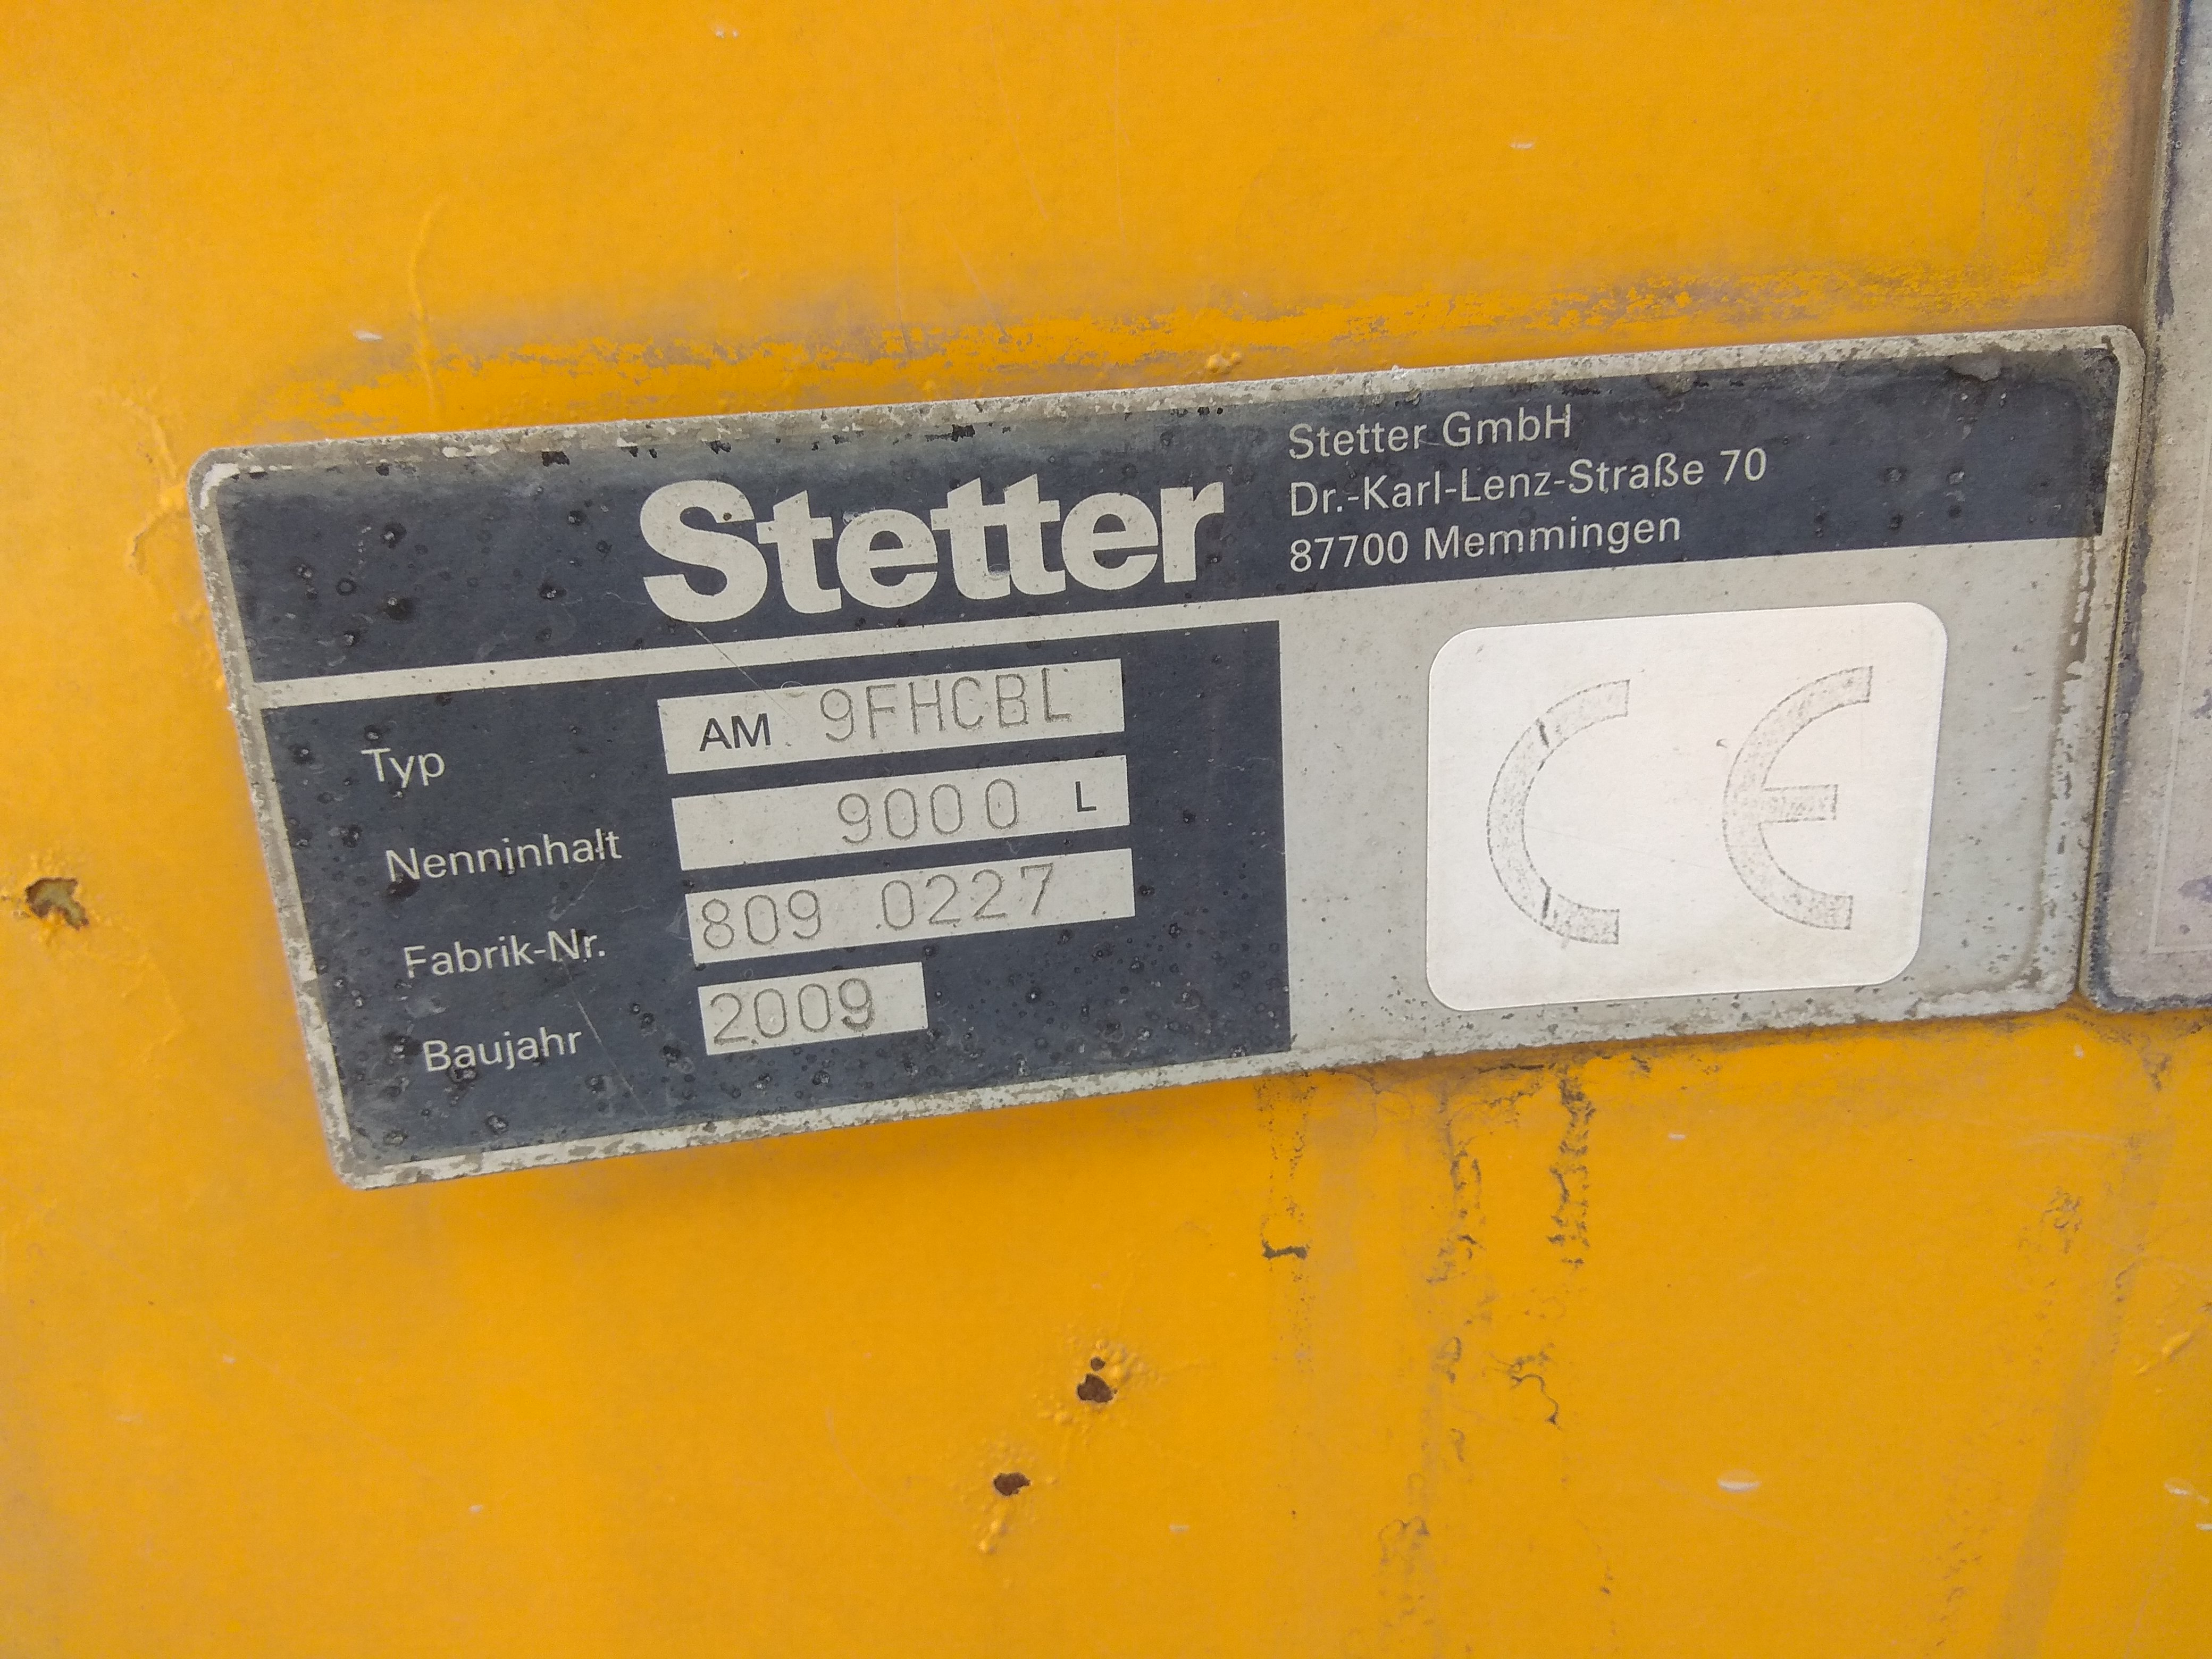 Stetter
Stetter GmbH
Dr.-Karl-Lenz-Straße 70
87700 Memmingen
Typ AM 9FHCBL
Nenninhalt 9000 L
Fabrik-Nr. 809 0227
Baujahr 2009
CE